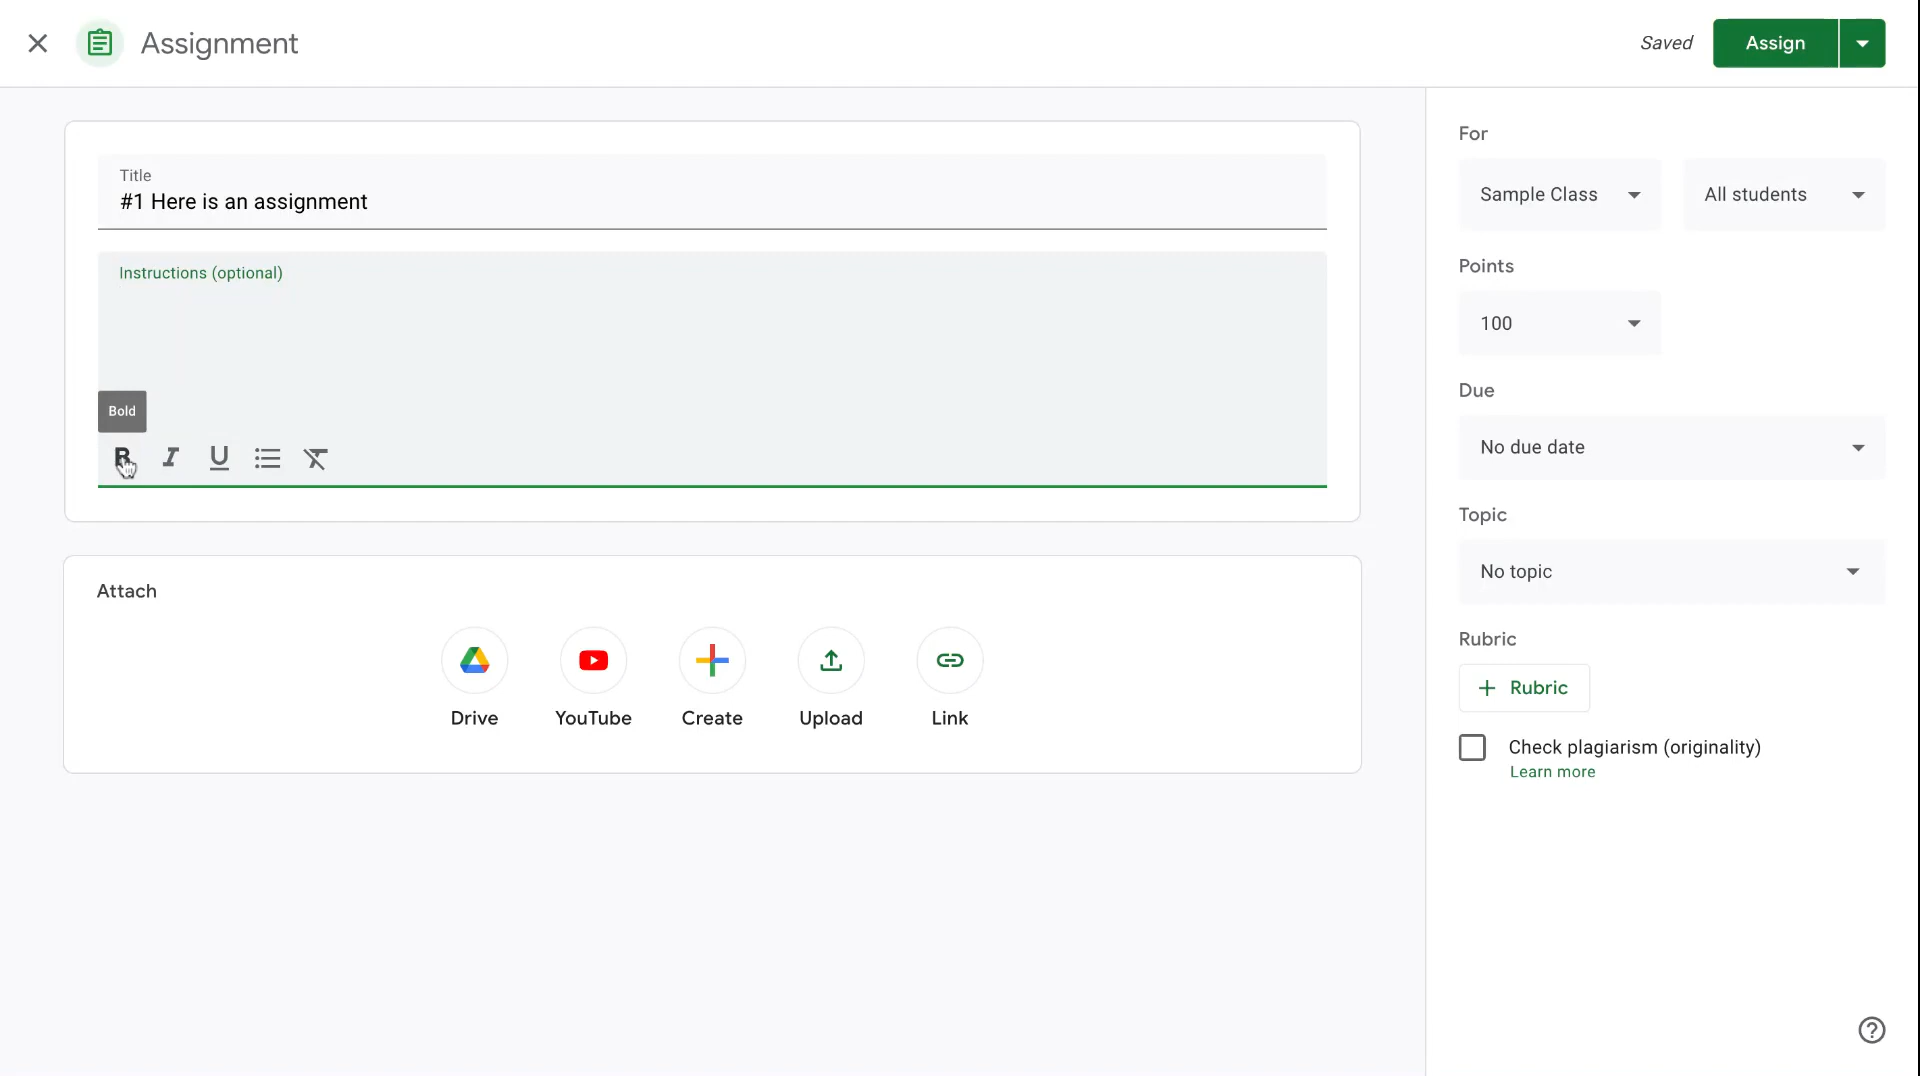 Assignment
Saved
Assign
Title
#1 Here is an assignment
Instructions (optional)
Bold
Attach
Drive
YouTube
Create
Upload
Link
For
Sample Class
All students
Points
100
Due
No due date
Topic
No topic
Rubric
Rubric
Check plagiarism (originality)
Learn more